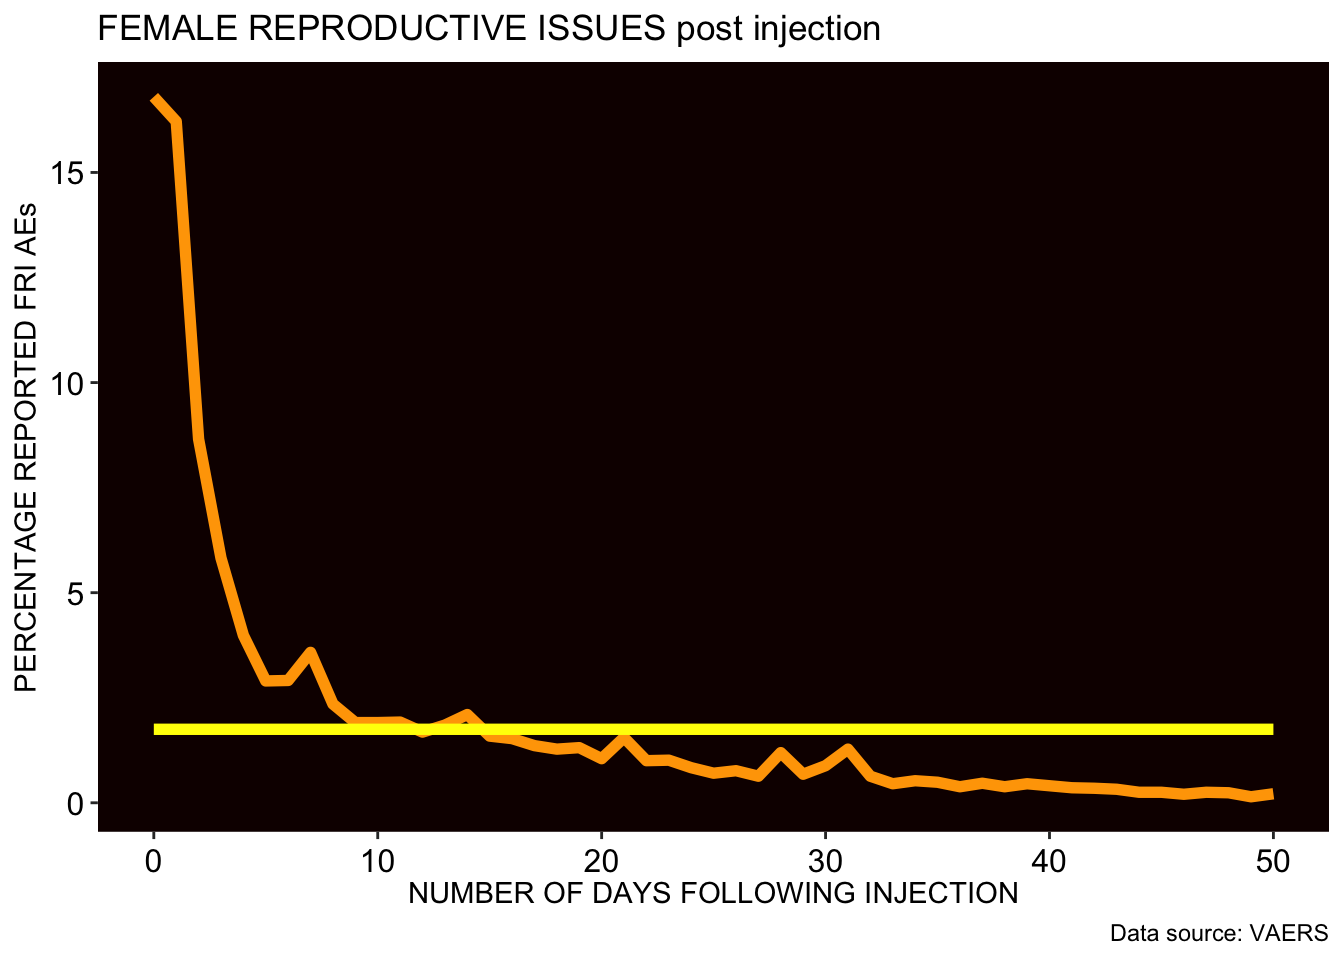 FEMALE REPRODUCTIVE ISSUES post injection
PERCENTAGE REPORTED FRI AEs
15
10
5
0
0 10 20 30 40 50
NUMBER OF DAYS FOLLOWING INJECTION
Data source: VAERS